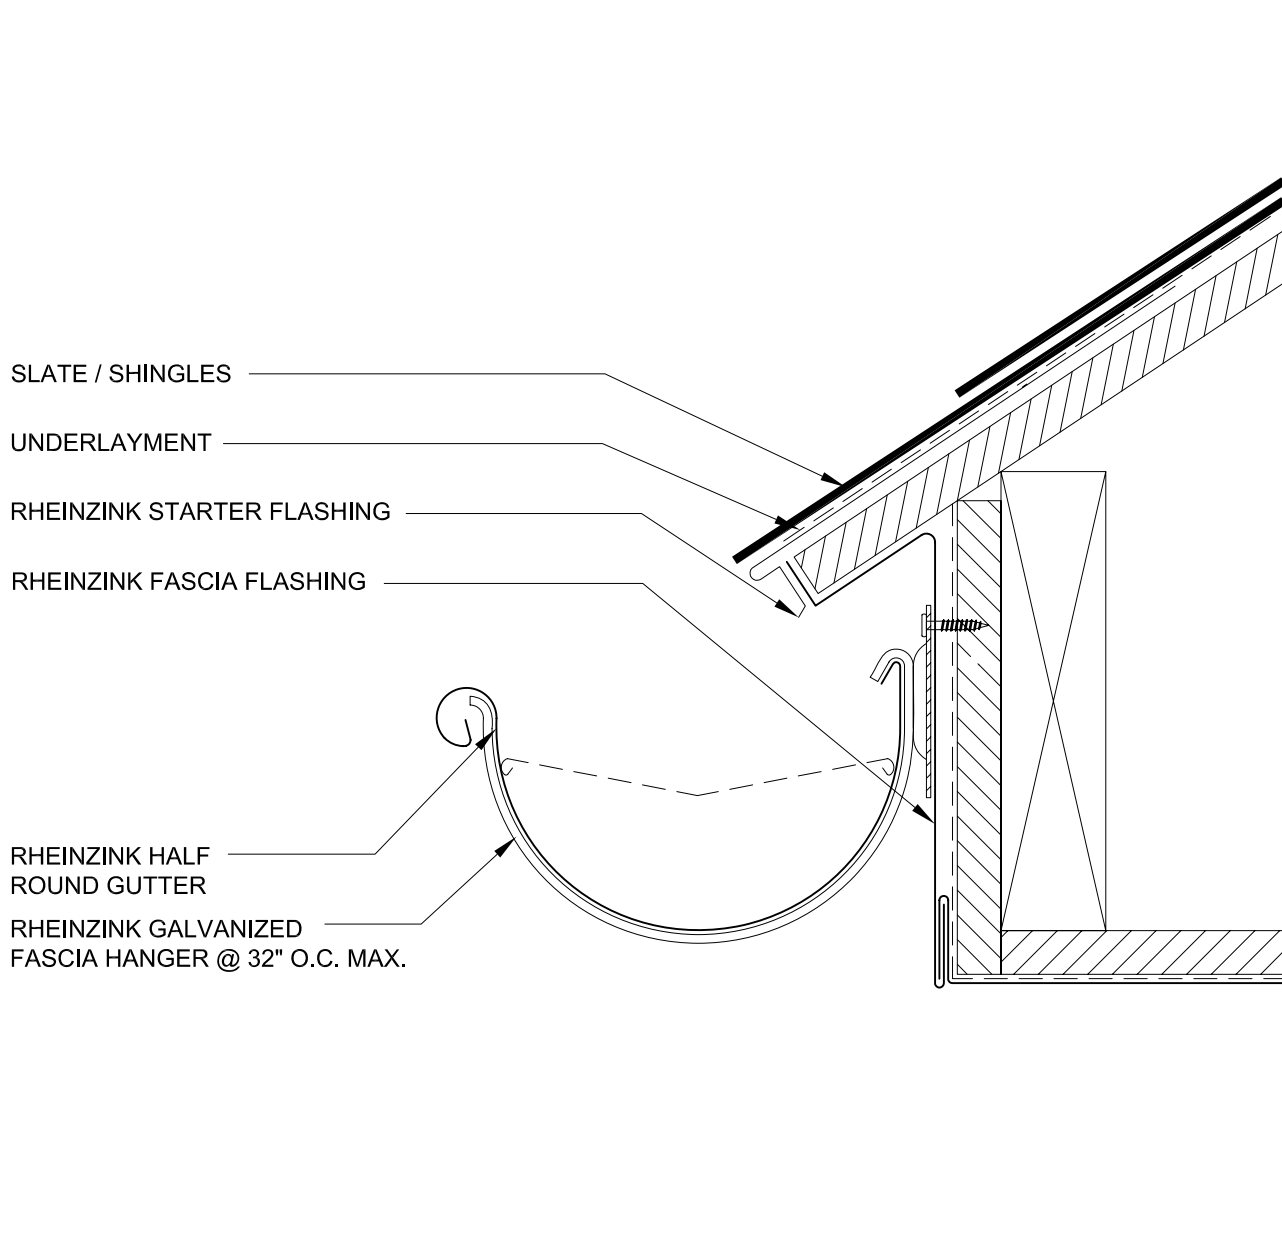 SLATE / SHINGLES
UNDERLAYMENT
RHEINZINK STARTER FLASHING
RHEINZINK FASCIA FLASHING
RHEINZINK HALF
ROUND GUTTER
RHEINZINK GALVANIZED
FASCIA HANGER @ 32" O.C. MAX.